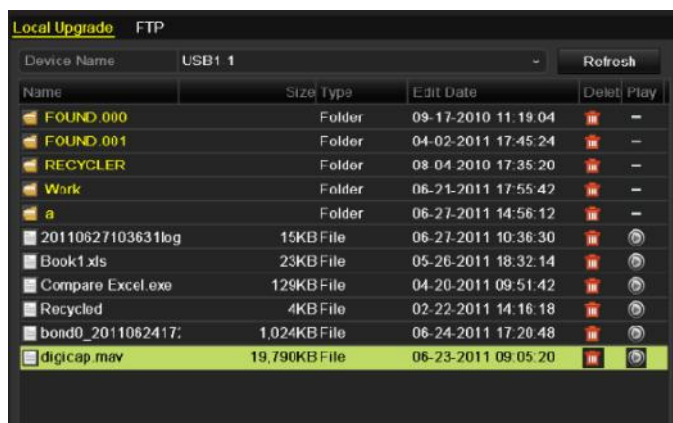 Local Upgrade FTP
Device Name USB1 1 Refresh
Name Size Type Edit Date Delet Play
FOUND.000 Folder 09-17-2010 11:19:04 –
FOUND.001 Folder 04-02-2011 17:45:24 –
RECYCLER Folder 08-04-2010 17:35:20 –
Work Folder 06-21-2011 17:55:42 –
a Folder 06-27-2011 14:56:12 –
20110627103631log 15KB File 06-27-2011 10:36:30
Book1.xls 23KB File 05-26-2011 18:32:14
Compare Excel.exe 129KB File 04-20-2011 09:51:42
Recycled 4KB File 02-22-2011 14:16:18
bond0_2011062417: 1,024KB File 06-24-2011 17:20:48
digicap.mav 19,790KB File 06-23-2011 09:05:20